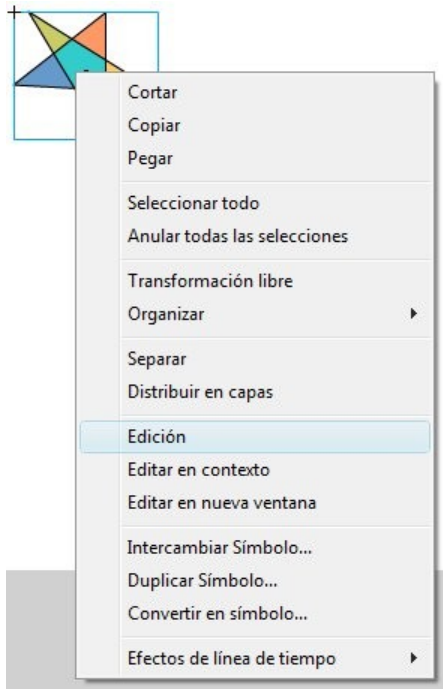 Cortar
Copiar
Pegar
Seleccionar todo
Anular todas las selecciones
Transformación libre
Organizar
Separar
Distribuir en capas
Edición
Editar en contexto
Editar en nueva ventana
Intercambiar Símbolo...
Duplicar Símbolo...
Convertir en símbolo...
Efectos de línea de tiempo